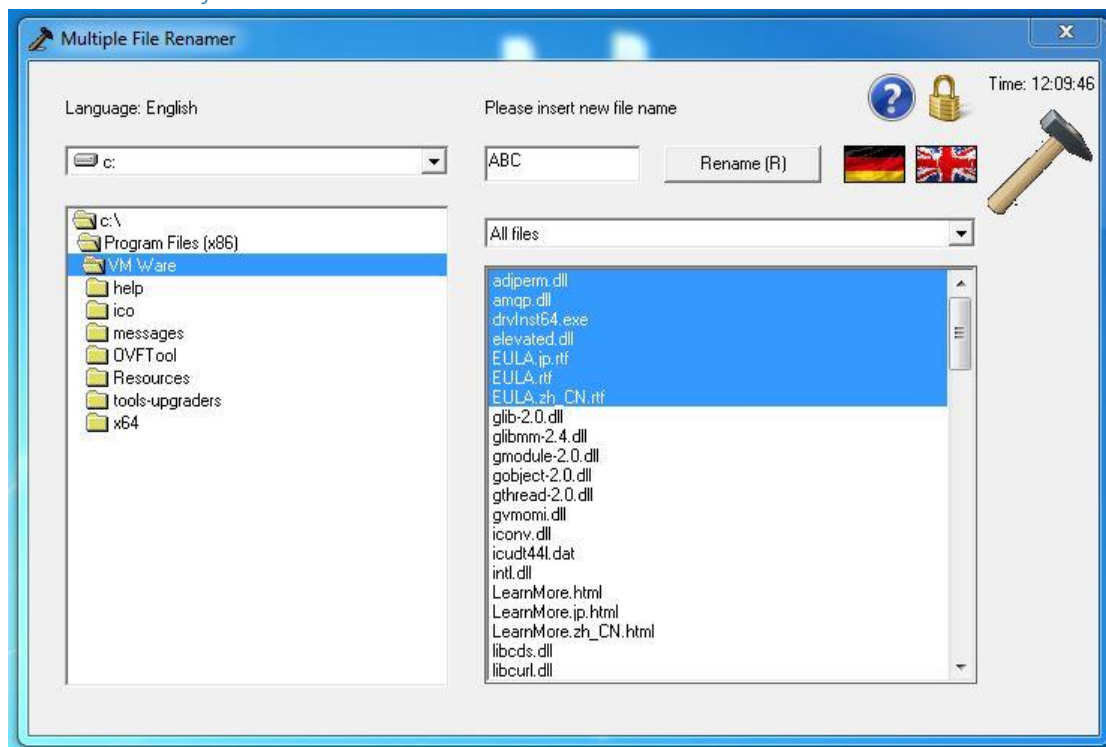 Multiple File Renamer
Time: 12:09:46
Language: English
Please insert new file name
c:
ABC
Rename (R)
All files
c:\
Program Files (x86)
VM Ware
help
ico
messages
OVFTool
Resources
tools-upgraders
x64
adjperm.dll
amqp.dll
drvInst64.exe
elevated.dll
EULA.jp.rtf
EULA.rtf
EULA.zh_CN.rtf
glib-2.0.dll
glibmm-2.4.dll
gmodule-2.0.dll
gobject-2.0.dll
gthread-2.0.dll
gvmomi.dll
iconv.dll
icudt44l.dat
intl.dll
LearnMore.html
LearnMore.jp.html
LearnMore.zh_CN.html
libcds.dll
libcurl.dll